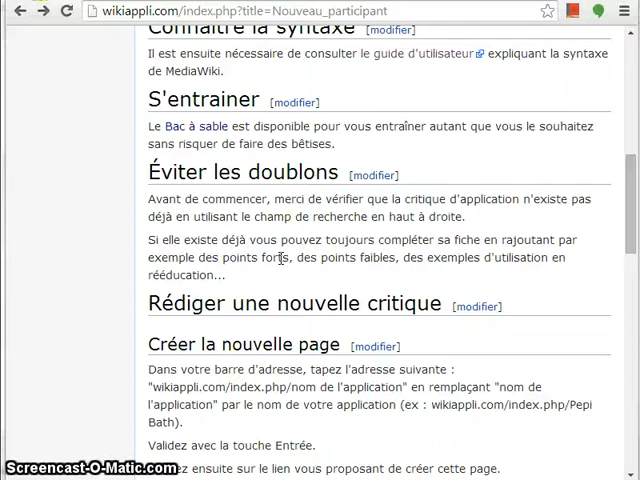 wikiappli.com/index.php?title=Nouveau_participant
Connaître la syntaxe [modifier]
Il est ensuite nécessaire de consulter le guide d'utilisateur expliquant la syntaxe
de MediaWiki.
S'entrainer [modifier]
Le Bac à sable est disponible pour vous entraîner autant que vous le souhaitez
sans risquer de faire des bêtises.
Éviter les doublons [modifier]
Avant de commencer, merci de vérifier que la critique d'application n'existe pas
déjà en utilisant le champ de recherche en haut à droite.
Si elle existe déjà vous pouvez toujours compléter sa fiche en rajoutant par
exemple des points forts, des points faibles, des exemples d'utilisation en
rééducation...
Rédiger une nouvelle critique [modifier]
Créer la nouvelle page [modifier]
Dans votre barre d'adresse, tapez l'adresse suivante :
"wikiappli.com/index.php/nom de l'application" en remplaçant "nom de
l'application" par le nom de votre application (ex : wikiappli.com/index.php/Pepi
Bath).
Validez avec la touche Entrée.
ez ensuite sur le lien vous proposant de créer cette page.
Screencast-O-Matic.com